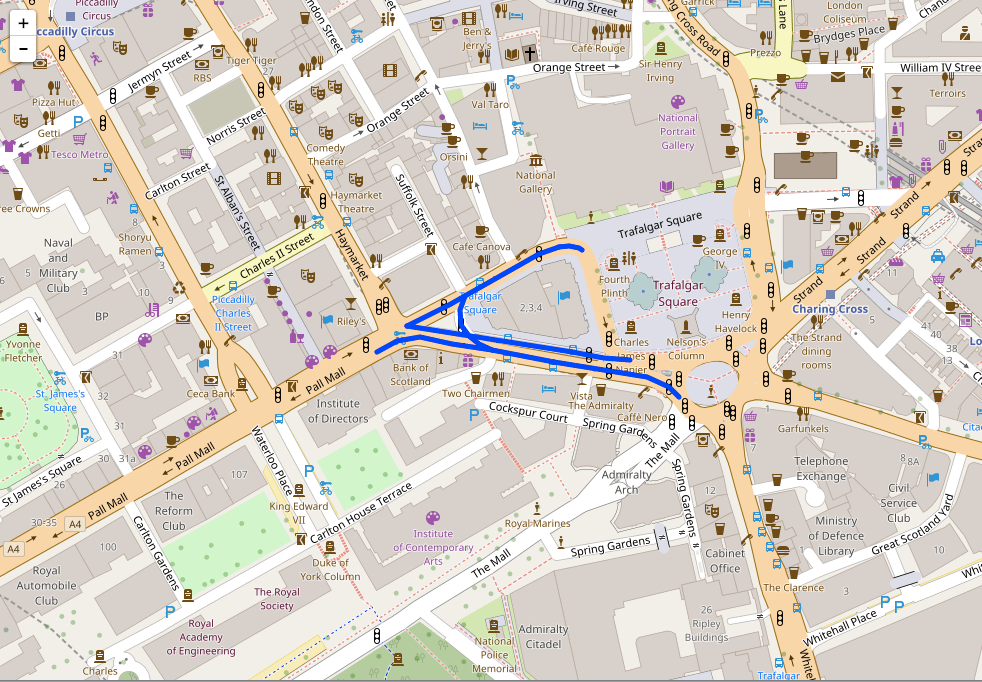 +
−
Piccadilly
Circus
Piccadilly Circus
Jermyn Street
RBS
Tiger Tiger
27
Ben &
Jerry's
Irving Street
Café Rouge
Orange Street
Sir Henry
Irving
Garrick
Charing Cross Road
Prezzo
London
Coliseum
Brydges Place
William IV Street
Terroirs
Pizza Hut
Getti
Tesco Metro
Norris Street
Carlton Street
Comedy
Theatre
Orange Street
Val Taro
Orsini
National
Portrait
Gallery
National
Gallery
St Alban's Street
Haymarket
Theatre
Suffolk Street
Haymarket
Charles II Street
Cafe Canova
Trafalgar Square
Fourth
Plinth
George
IV
Trafalgar
Square
Strand
Strand
Strand
Charing Cross
11
Three Crowns
Naval
and
Military
Club
Shoryu
Ramen
Piccadilly
Charles
II Street
BP
Riley's
Trafalgar
Square
2,3,4
Charles
James
Napier
Nelson's
Column
Henry
Havelock
The Strand
dining
rooms
Yvonne
Fletcher
St. James's
Square
St James's Square
32
31
30
31a
Ceca Bank
Pall Mall
Pall Mall
Pall Mall
Bank of
Scotland
Two Chairmen
Institute
of Directors
Vista
The Admiralty
Caffè Nero
Cockspur Court
Spring Gardens
The Mall
Admiralty
Arch
Garfunkels
7
1
40
138
39
Telephone
Exchange
8
8A
Civil
Service
Club
107
Waterloo Place
King Edward
VII
Carlton House Terrace
The
Reform
Club
30-35
A4
A4
100
Carlton Gardens
Royal
Automobile
Club
Duke of
York Column
Institute
of Contemporary
Arts
Royal Marines
Spring Gardens
Spring Gardens
The Mall
12
Cabinet
Office
Ministry
of Defence
Library
Great Scotland Yard
10
The Clarence
3
26
Ripley
Buildings
Whitehall Place
The Royal
Society
Royal
Academy
of Engineering
National
Police
Memorial
Admiralty
Citadel
Charles
Trafalgar